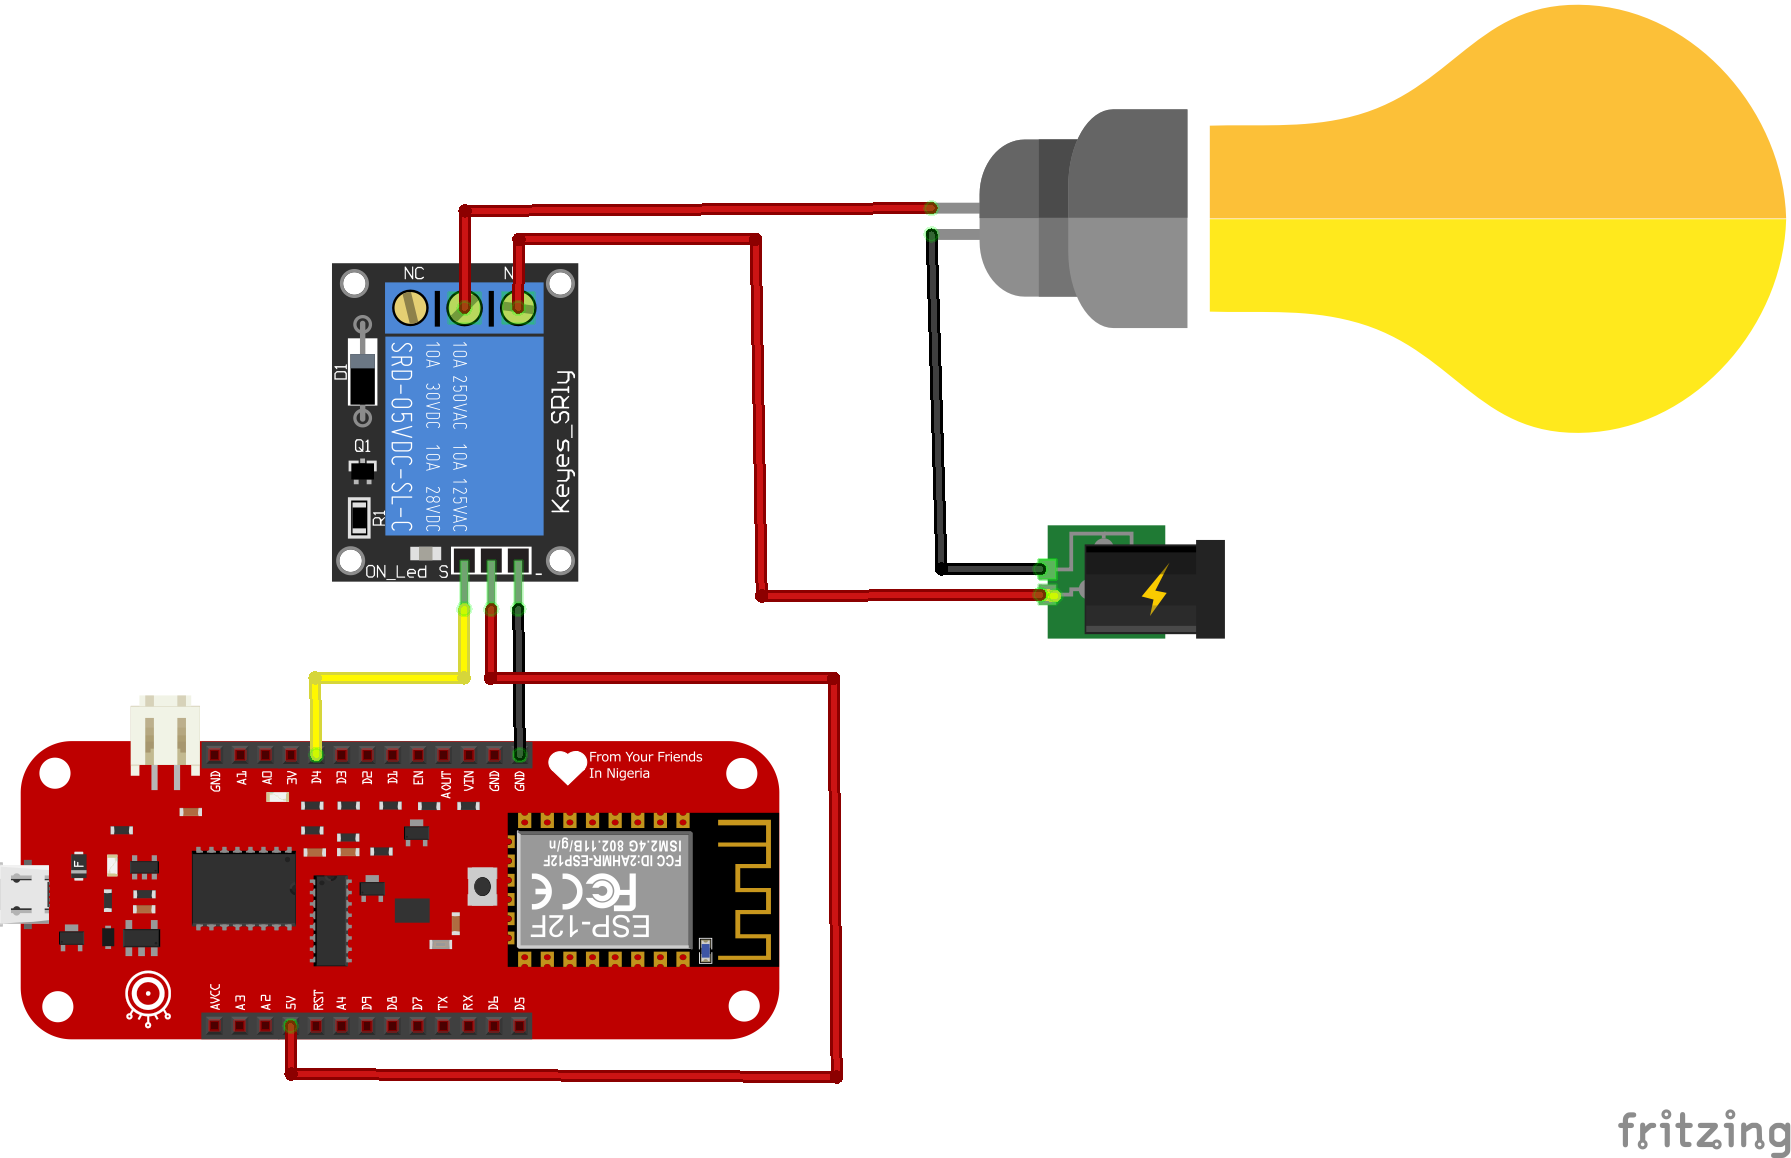 NC
N
D1
Q1
R1
SRD-05VDC-SL-C
10A 30VDC 10A 28VDC
10A 250VAC 10A 125VAC
Keyes_SRly
ON_Led S
-
From Your Friends
In Nigeria
GND A1 A0 3V D4 D3 D2 D1 EN AOUT VIN GND GND
F
ISM2.4G 802.11B/g/n
FCC ID:2AHMR-ESP12F
FCC CE
ESP-12F
AVCC A3 A2 5V RST A4 D9 D8 D7 TX RX D6 D5
fritzing